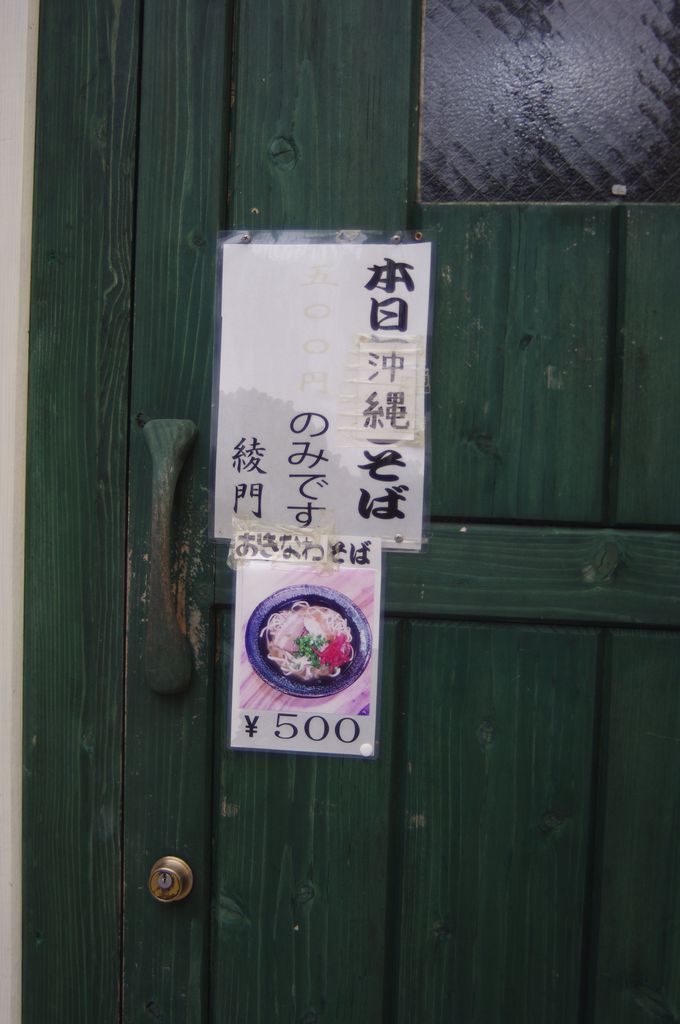 本日沖縄そば
五〇〇円
のみです
綾門
おきなわそば
¥500